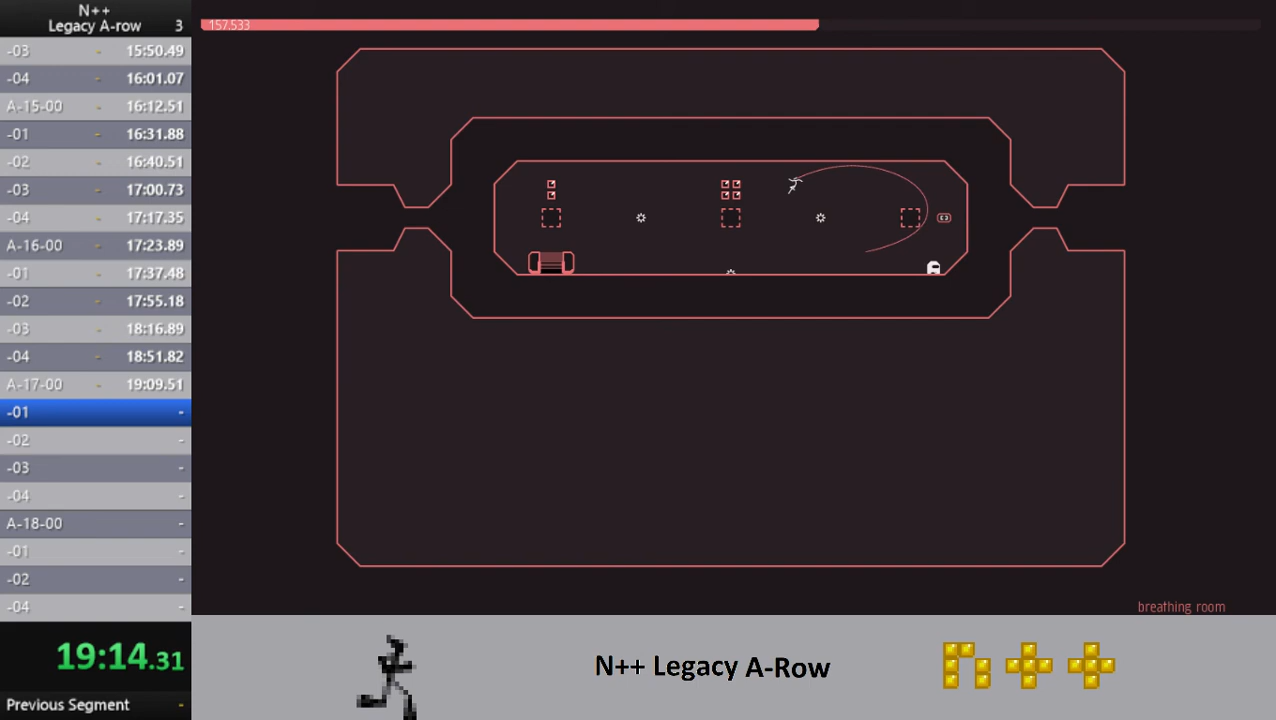 N++
Legacy A-row 3
-03 - 15:50.49
-04 - 16:01.07
A-15-00 - 16:12.51
-01 - 16:31.88
-02 - 16:40.51
-03 - 17:00.73
-04 - 17:17.35
A-16-00 - 17:23.89
-01 - 17:37.48
-02 - 17:55.18
-03 - 18:16.89
-04 - 18:51.82
A-17-00 - 19:09.51
-01 -
-02 -
-03 -
-04 -
A-18-00 -
-01 -
-02 -
-04 -
19:14.31
Previous Segment -
157.533
breathing room
N++ Legacy A-Row